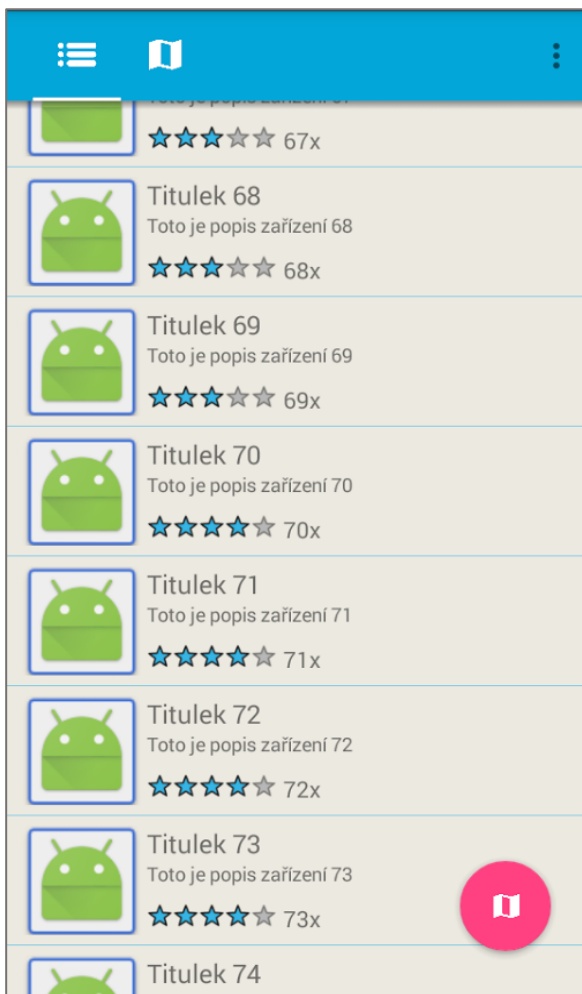 67x
Titulek 68
Toto je popis zařízení 68
68x
Titulek 69
Toto je popis zařízení 69
69x
Titulek 70
Toto je popis zařízení 70
70x
Titulek 71
Toto je popis zařízení 71
71x
Titulek 72
Toto je popis zařízení 72
72x
Titulek 73
Toto je popis zařízení 73
73x
Titulek 74